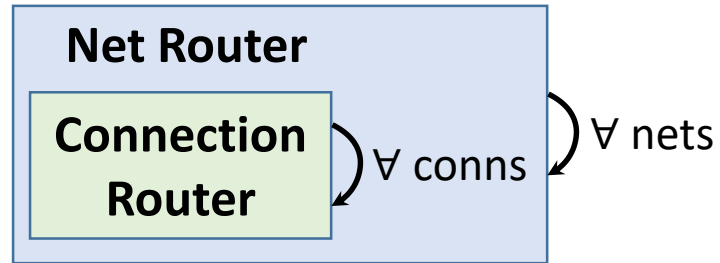 Net Router
Connection
Router
∀ conns
∀ nets